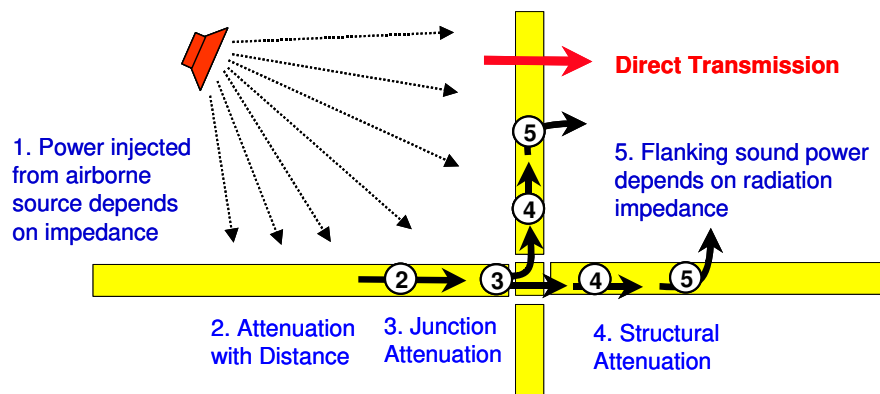 Direct Transmission
1. Power injected
from airborne
source depends
on impedance
5
5. Flanking sound power
depends on radiation
impedance
4
2
3
4
5
2. Attenuation
with Distance
3. Junction
Attenuation
4. Structural
Attenuation